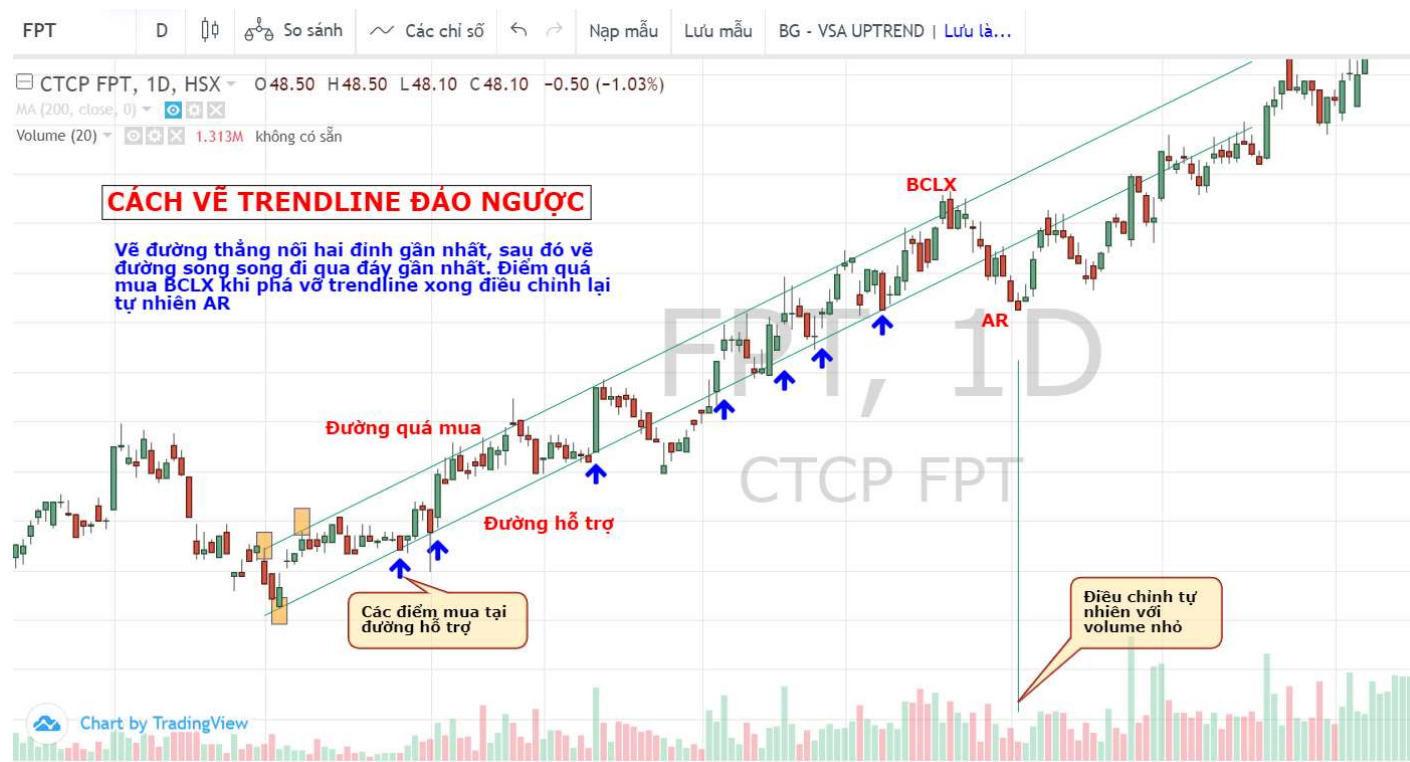 FPT D So sánh Các chỉ số Nạp mẫu Lưu mẫu BG - VSA UPTREND | Lưu là...
CTCP FPT, 1D, HSX O48.50 H48.50 L48.10 C48.10 −0.50 (−1.03%)
MA (200, close, 0)
Volume (20) 1.313M không có sẵn
CÁCH VẼ TRENDLINE ĐẢO NGƯỢC
Vẽ đường thẳng nối hai đỉnh gần nhất, sau đó vẽ
đường song song đi qua đáy gần nhất. Điểm quá
mua BCLX khi phá vỡ trendline xong điều chỉnh lại
tự nhiên AR
BCLX
AR
FPT, 1D
CTCP FPT
Đường quá mua
Đường hỗ trợ
Các điểm mua tại
đường hỗ trợ
Điều chỉnh tự
nhiên với
volume nhỏ
Chart by TradingView